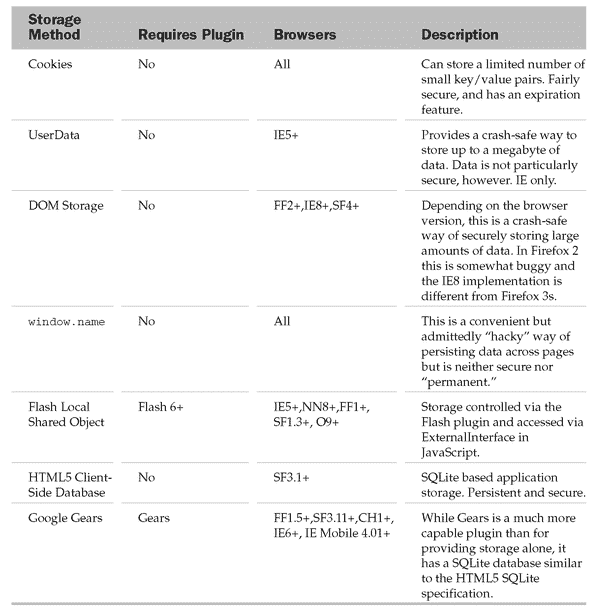 Storage Method Requires Plugin Browsers Description
Cookies No All Can store a limited number of
small key/value pairs. Fairly
secure, and has an expiration
feature.
UserData No IE5+ Provides a crash-safe way to
store up to a megabyte of
data. Data is not particularly
secure, however. IE only.
DOM Storage No FF2+,IE8+,SF4+ Depending on the browser
version, this is a crash-safe
way of securely storing large
amounts of data. In Firefox 2
this is somewhat buggy and
the IE8 implementation is
different from Firefox 3s.
window.name No All This is a convenient but
admittedly “hacky” way of
persisting data across pages
but is neither secure nor
“permanent.”
Flash Local Shared Object Flash 6+ IE5+,NN8+,FF1+, SF1.3+, O9+ Storage controlled via the
Flash plugin and accessed via
ExternalInterface in
JavaScript.
HTML5 Client-Side Database No SF3.1+ SQLite based application
storage. Persistent and secure.
Google Gears Gears FF1.5+,SF3.11+,CH1+, IE6+, IE Mobile 4.01+ While Gears is a much more
capable plugin than for
providing storage alone, it
has a SQLite database similar
to the HTML5 SQLite
specification.